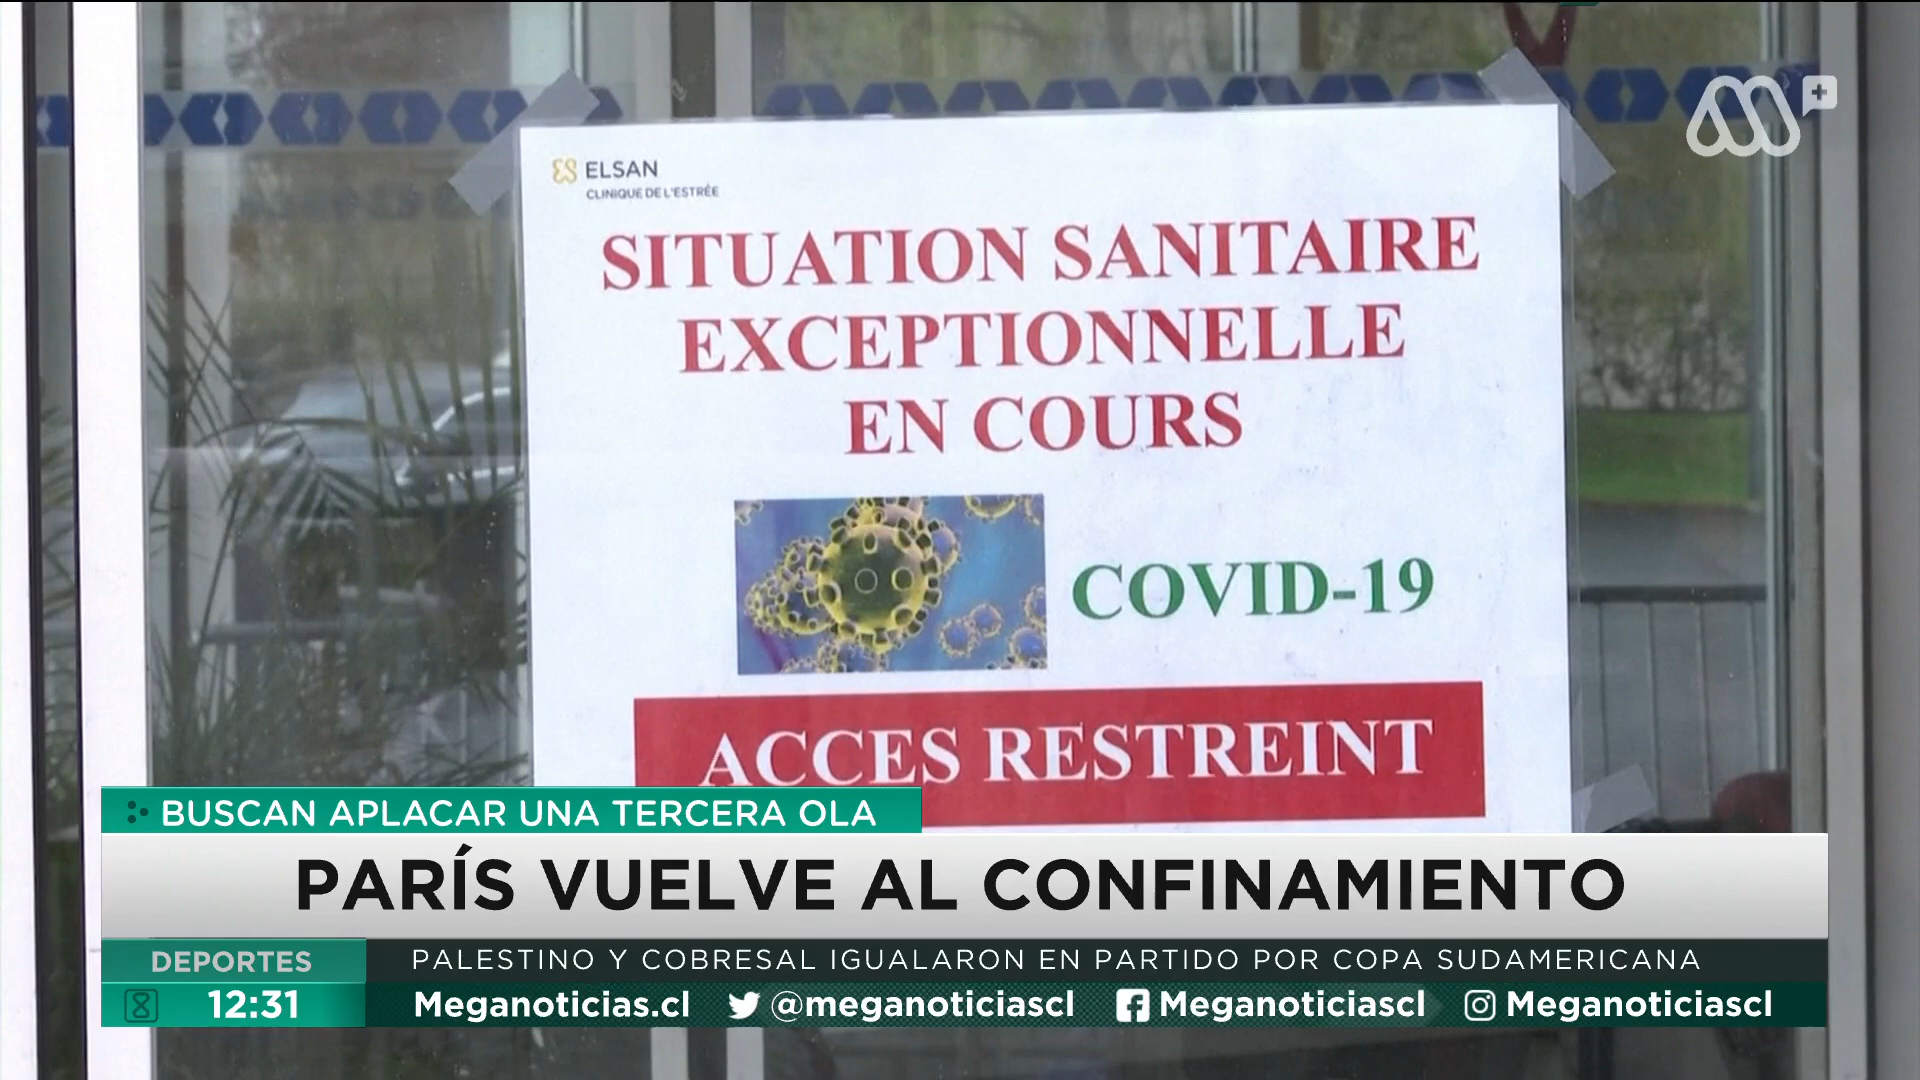 ELSAN
CLINIQUE DE L'ESTRÉE
SITUATION SANITAIRE
EXCEPTIONNELLE
EN COURS
COVID-19
ACCES RESTREINT
BUSCAN APLACAR UNA TERCERA OLA
PARÍS VUELVE AL CONFINAMIENTO
DEPORTES PALESTINO Y COBRESAL IGUALARON EN PARTIDO POR COPA SUDAMERICANA
12:31 Meganoticias.cl @meganoticiascl Meganoticiascl Meganoticiascl